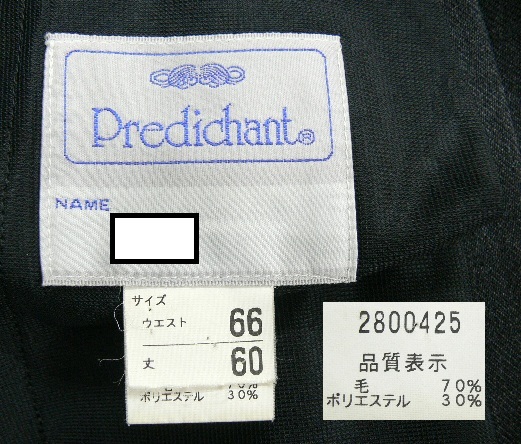 Predichant®
NAME
サイズ
ウエスト 66
丈 60
70%
ポリエステル 30%
2800425
品質表示
毛 70%
ポリエステル 30%